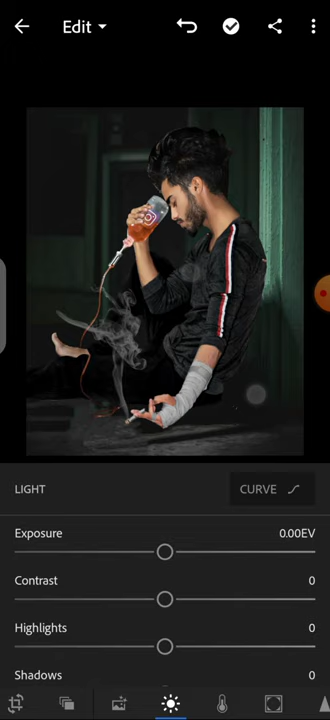 Edit
LIGHT
CURVE
Exposure 0.00EV
Contrast 0
Highlights 0
Shadows 0